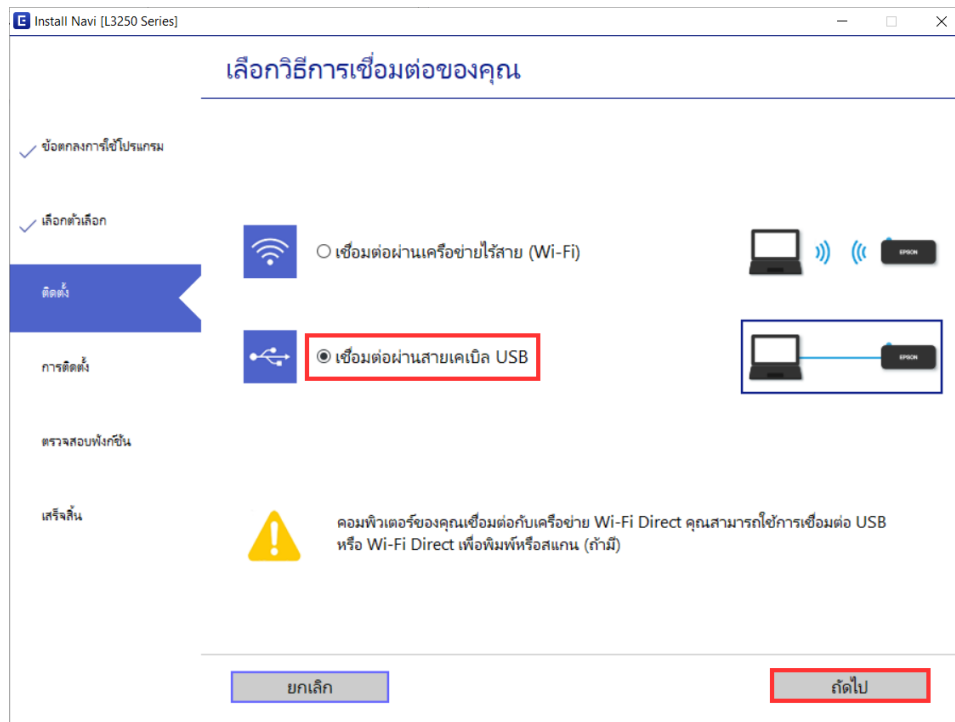 Install Navi [L3250 Series]
เลือกวิธีการเชื่อมต่อของคุณ
ข้อตกลงการใช้โปรแกรม
เลือกตัวเลือก
ติดตั้ง
การติดตั้ง
ตรวจสอบฟังก์ชัน
เสร็จสิ้น
เชื่อมต่อผ่านเครือข่ายไร้สาย (Wi-Fi)
EPSON
เชื่อมต่อผ่านสายเคเบิล USB
EPSON
คอมพิวเตอร์ของคุณเชื่อมต่อกับเครือข่าย Wi-Fi Direct คุณสามารถใช้การเชื่อมต่อ USB
หรือ Wi-Fi Direct เพื่อพิมพ์หรือสแกน (ถ้ามี)
ยกเลิก
ถัดไป